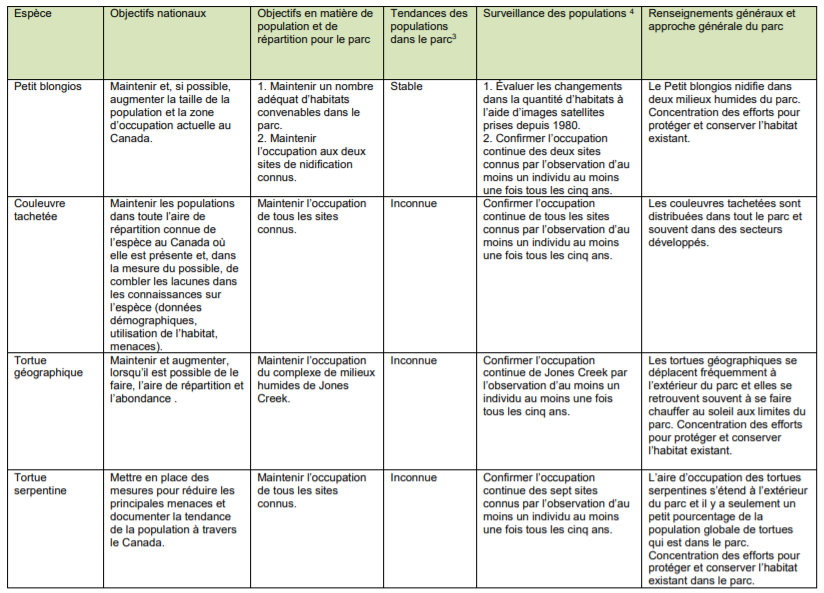 Espèce
Objectifs nationaux
Objectifs en matière de
population et de
répartition pour le parc
Tendances des
populations
dans le parc³
Surveillance des populations ⁴
Renseignements généraux et
approche générale du parc
Petit blongios
Maintenir et, si possible,
augmenter la taille de la
population et la zone
d’occupation actuelle au
Canada.
1. Maintenir un nombre
adéquat d’habitats
convenables dans le
parc.
2. Maintenir
l’occupation aux deux
sites de nidification
connus.
Stable
1. Évaluer les changements
dans la quantité d’habitats à
l’aide d’images satellites
prises depuis 1980.
2. Confirmer l’occupation
continue des deux sites
connus par l’observation d’au
moins un individu au moins
une fois tous les cinq ans.
Le Petit blongios nidifie dans
deux milieux humides du parc.
Concentration des efforts pour
protéger et conserver l’habitat
existant.
Couleuvre
tachetée
Maintenir les populations
dans toute l’aire de
répartition connue de
l’espèce au Canada où
elle est présente et, dans
la mesure du possible, de
combler les lacunes dans
les connaissances sur
l’espèce (données
démographiques,
utilisation de l’habitat,
menaces).
Maintenir l’occupation
de tous les sites
connus.
Inconnue
Confirmer l’occupation
continue de tous les sites
connus par l’observation d’au
moins un individu au moins
une fois tous les cinq ans.
Les couleuvres tachetées sont
distribuées dans tout le parc et
souvent dans des secteurs
développés.
Tortue
géographique
Maintenir et augmenter,
lorsqu’il est possible de le
faire, l’aire de répartition et
l’abondance .
Maintenir l’occupation
du complexe de milieux
humides de Jones
Creek.
Inconnue
Confirmer l’occupation
continue de Jones Creek par
l’observation d’au moins un
individu au moins une fois
tous les cinq ans.
Les tortues géographiques se
déplacent fréquemment à
l’extérieur du parc et elles se
retrouvent souvent à se faire
chauffer au soleil aux limites du
parc. Concentration des efforts
pour protéger et conserver
l’habitat existant.
Tortue
serpentine
Mettre en place des
mesures pour réduire les
principales menaces et
documenter la tendance
de la population à travers
le Canada.
Maintenir l’occupation
de tous les sites
connus.
Inconnue
Confirmer l’occupation
continue des sept sites
connus par l’observation d’au
moins un individu au moins
une fois tous les cinq ans.
L’aire d’occupation des tortues
serpentines s’étend à l’extérieur
du parc et il y a seulement un
petit pourcentage de la
population globale de tortues
qui est dans le parc.
Concentration des efforts pour
protéger et conserver l’habitat
existant dans le parc.